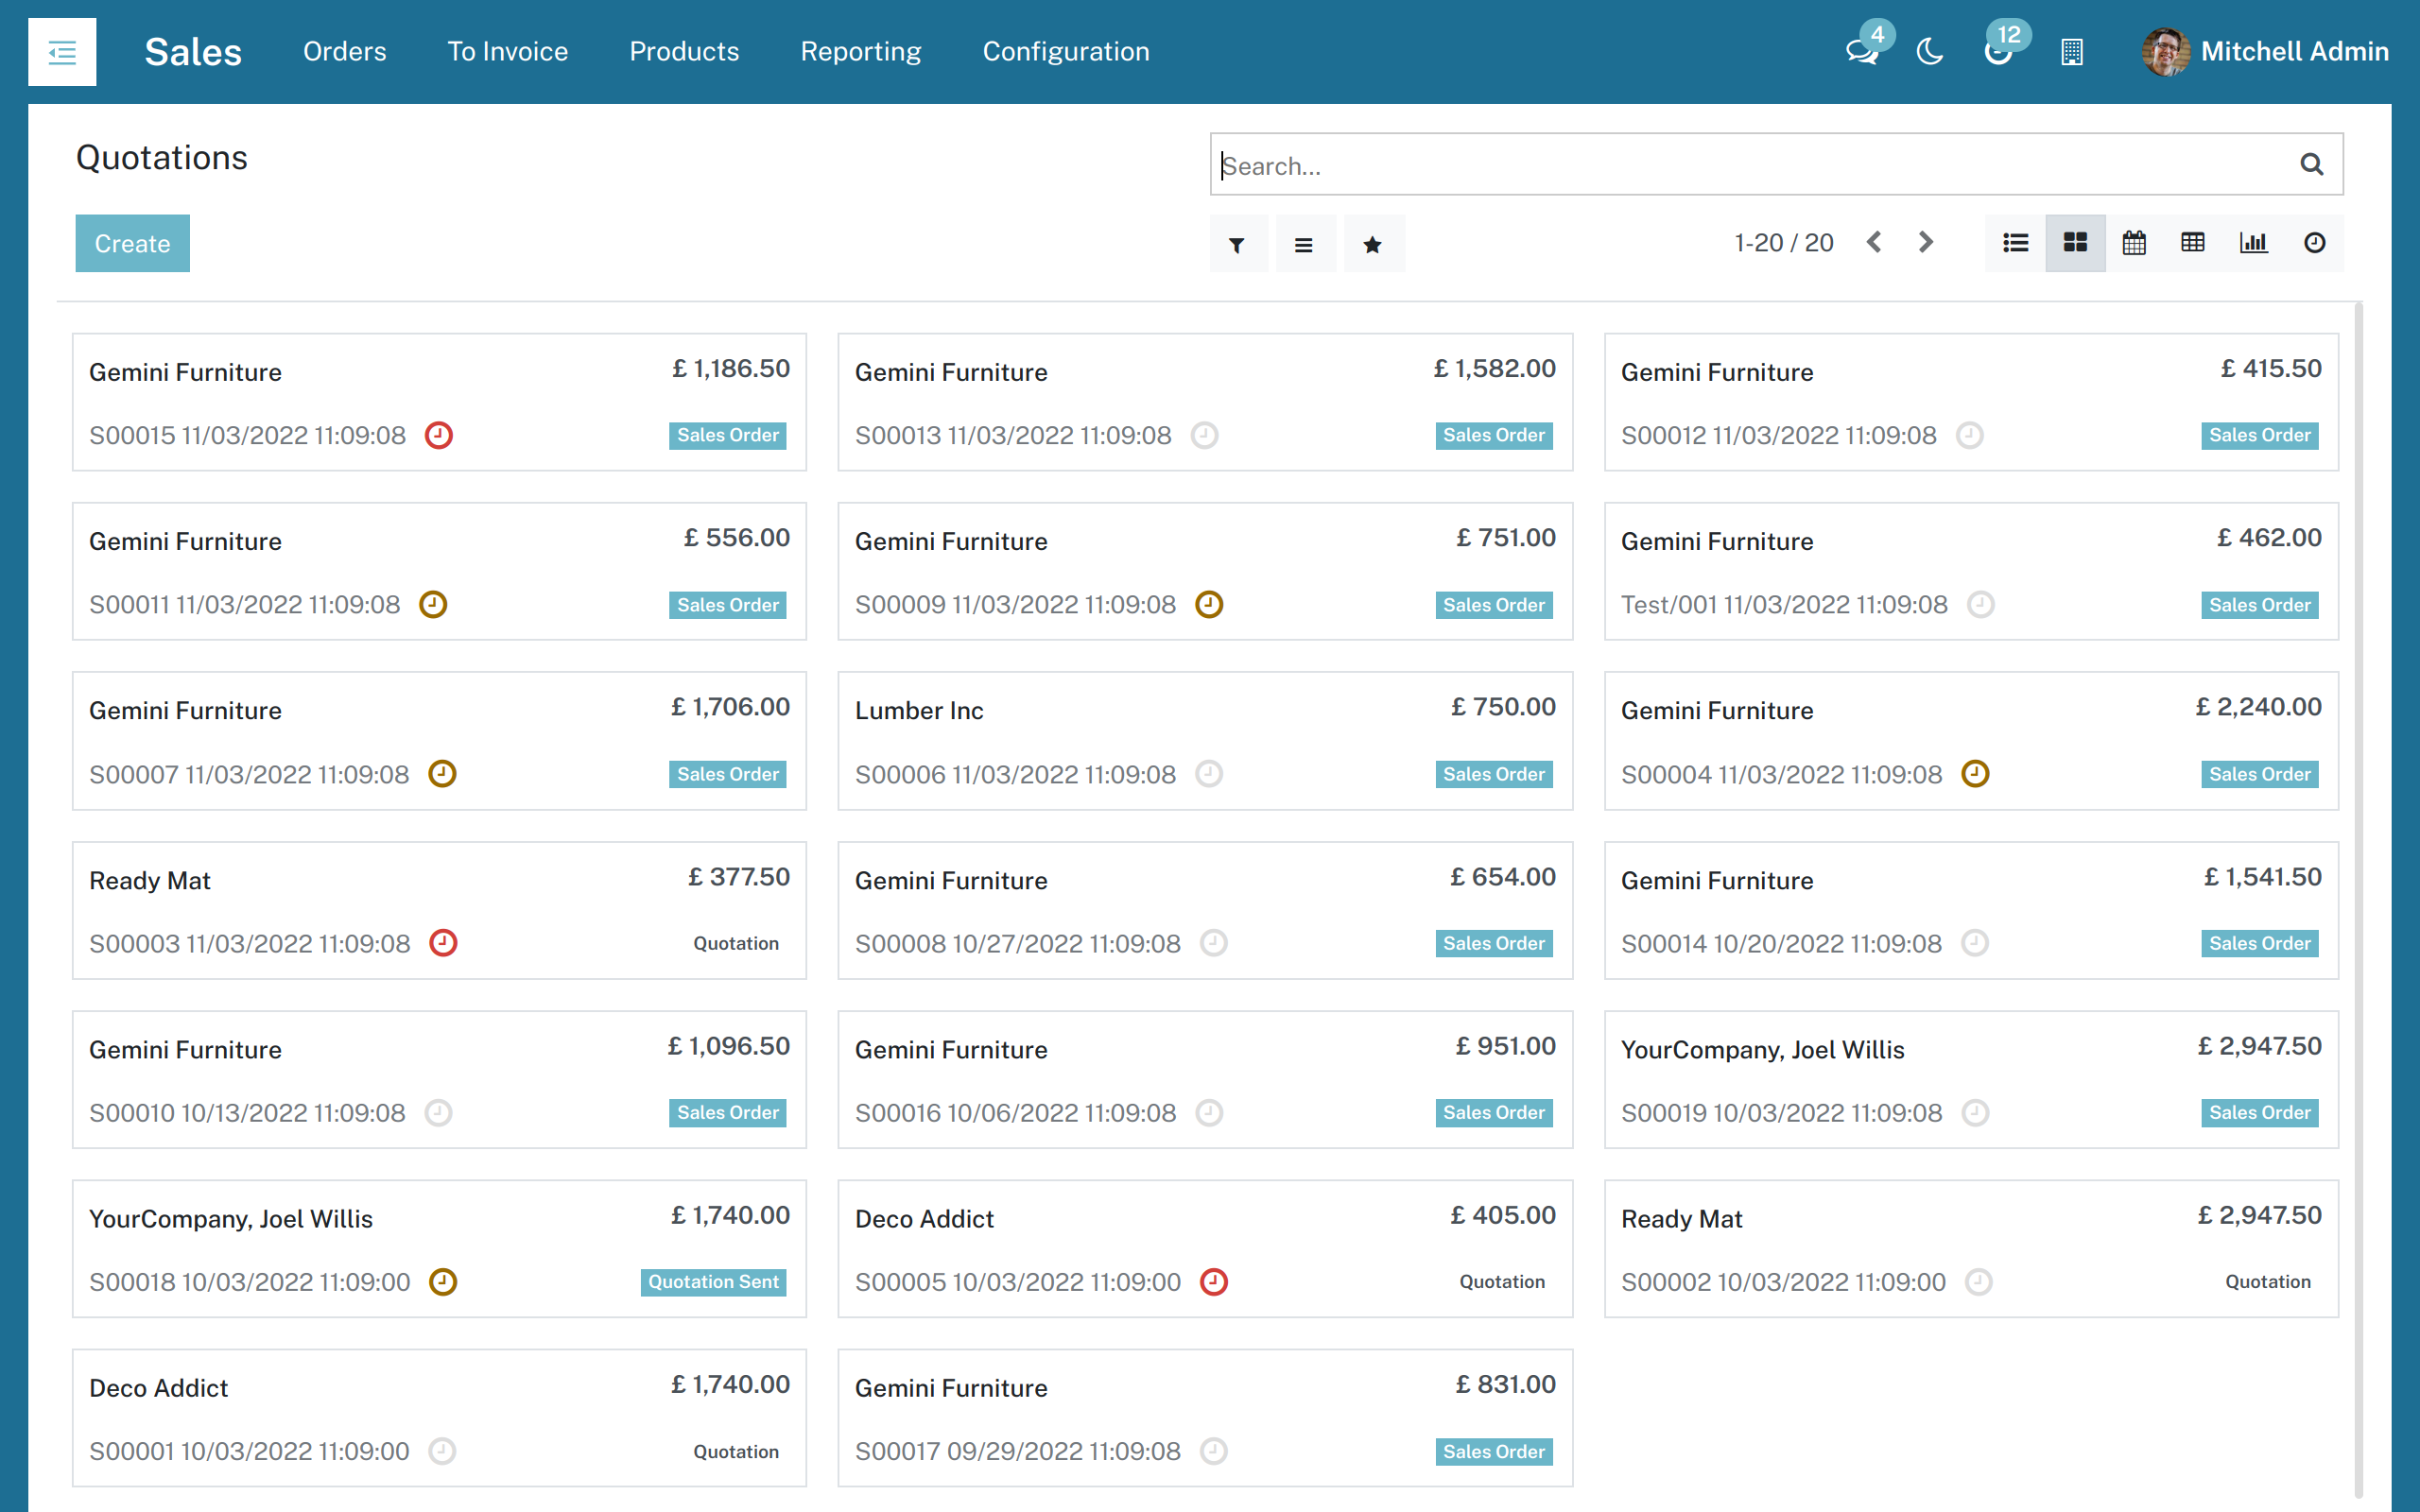 Sales Orders To Invoice Products Reporting Configuration 4 12 Mitchell Admin
Quotations
Search...
Create
1-20 / 20
Gemini Furniture £ 1,186.50
S00015 11/03/2022 11:09:08 Sales Order
Gemini Furniture £ 1,582.00
S00013 11/03/2022 11:09:08 Sales Order
Gemini Furniture £ 415.50
S00012 11/03/2022 11:09:08 Sales Order
Gemini Furniture £ 556.00
S00011 11/03/2022 11:09:08 Sales Order
Gemini Furniture £ 751.00
S00009 11/03/2022 11:09:08 Sales Order
Gemini Furniture £ 462.00
Test/001 11/03/2022 11:09:08 Sales Order
Gemini Furniture £ 1,706.00
S00007 11/03/2022 11:09:08 Sales Order
Lumber Inc £ 750.00
S00006 11/03/2022 11:09:08 Sales Order
Gemini Furniture £ 2,240.00
S00004 11/03/2022 11:09:08 Sales Order
Ready Mat £ 377.50
S00003 11/03/2022 11:09:08 Quotation
Gemini Furniture £ 654.00
S00008 10/27/2022 11:09:08 Sales Order
Gemini Furniture £ 1,541.50
S00014 10/20/2022 11:09:08 Sales Order
Gemini Furniture £ 1,096.50
S00010 10/13/2022 11:09:08 Sales Order
Gemini Furniture £ 951.00
S00016 10/06/2022 11:09:08 Sales Order
YourCompany, Joel Willis £ 2,947.50
S00019 10/03/2022 11:09:08 Sales Order
YourCompany, Joel Willis £ 1,740.00
S00018 10/03/2022 11:09:00 Quotation Sent
Deco Addict £ 405.00
S00005 10/03/2022 11:09:00 Quotation
Ready Mat £ 2,947.50
S00002 10/03/2022 11:09:00 Quotation
Deco Addict £ 1,740.00
S00001 10/03/2022 11:09:00 Quotation
Gemini Furniture £ 831.00
S00017 09/29/2022 11:09:08 Sales Order